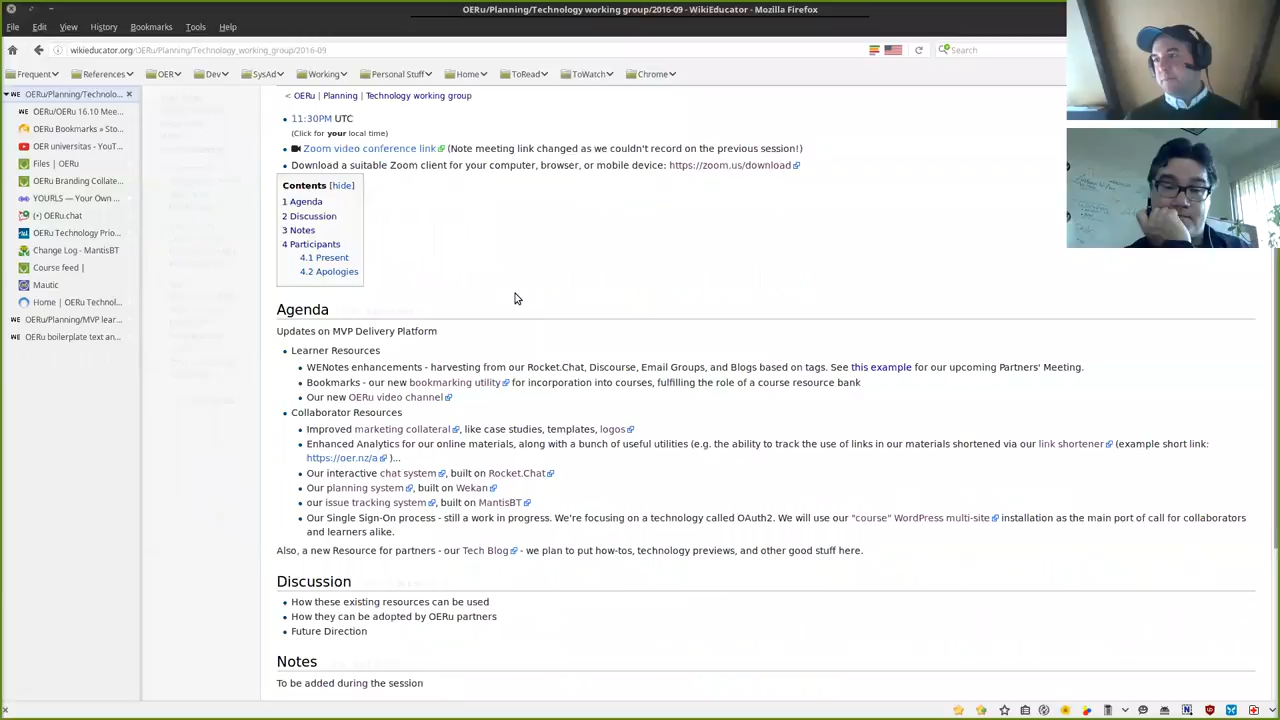 OERu/Planning/Technology working group/2016-09 - WikiEducator - Mozilla Firefox
File Edit View History Bookmarks Tools Help
wikieducator.org/OERu/Planning/Technology_working_group/2016-09
Search
Frequent References OER Dev SysAd Working Personal Stuff Home ToRead ToWatch Chrome
OERu/Planning/Technolo...
OERu/OERu 16.10 Mee...
OERu Bookmarks » Sto...
OER universitas - YouT...
Files | OERu
OERu Branding Collate...
YOURLS — Your Own ...
(•) OERu.chat
OERu Technology Prio...
Change Log - MantisBT
Course feed |
Mautic
Home | OERu Technol...
OERu/Planning/MVP lear...
OERu boilerplate text an...
< OERu | Planning | Technology working group
11:30PM UTC
(Click for your local time)
Zoom video conference link (Note meeting link changed as we couldn't record on the previous session!)
Download a suitable Zoom client for your computer, browser, or mobile device: https://zoom.us/download
Contents [hide]
1 Agenda
2 Discussion
3 Notes
4 Participants
4.1 Present
4.2 Apologies
Agenda
Updates on MVP Delivery Platform
Learner Resources
WENotes enhancements - harvesting from our Rocket.Chat, Discourse, Email Groups, and Blogs based on tags. See this example for our upcoming Partners' Meeting.
Bookmarks - our new bookmarking utility for incorporation into courses, fulfilling the role of a course resource bank
Our new OERu video channel
Collaborator Resources
Improved marketing collateral, like case studies, templates, logos
Enhanced Analytics for our online materials, along with a bunch of useful utilities (e.g. the ability to track the use of links in our materials shortened via our link shortener (example short link:
https://oer.nz/a )...
Our interactive chat system, built on Rocket.Chat
Our planning system, built on Wekan
our issue tracking system, built on MantisBT
Our Single Sign-On process - still a work in progress. We're focusing on a technology called OAuth2. We will use our "course" WordPress multi-site installation as the main port of call for collaborators
and learners alike.
Also, a new Resource for partners - our Tech Blog - we plan to put how-tos, technology previews, and other good stuff here.
Discussion
How these existing resources can be used
How they can be adopted by OERu partners
Future Direction
Notes
To be added during the session